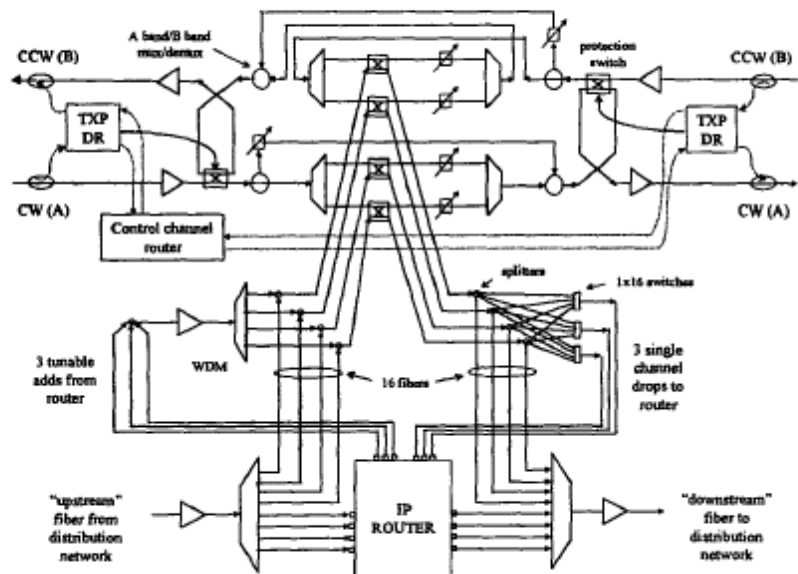 A band/B band
mux/demux
protection
switch
CCW (B)
CCW (B)
TXP
DR
TXP
DR
CW (A)
CW (A)
Control channel
router
splitters
1x16 switches
3 tunable
adds from
router
WDM
16 fibers
3 single
channel
drops to
router
"upstream"
fiber from
distribution
network
IP
ROUTER
"downstream"
fiber to
distribution
network